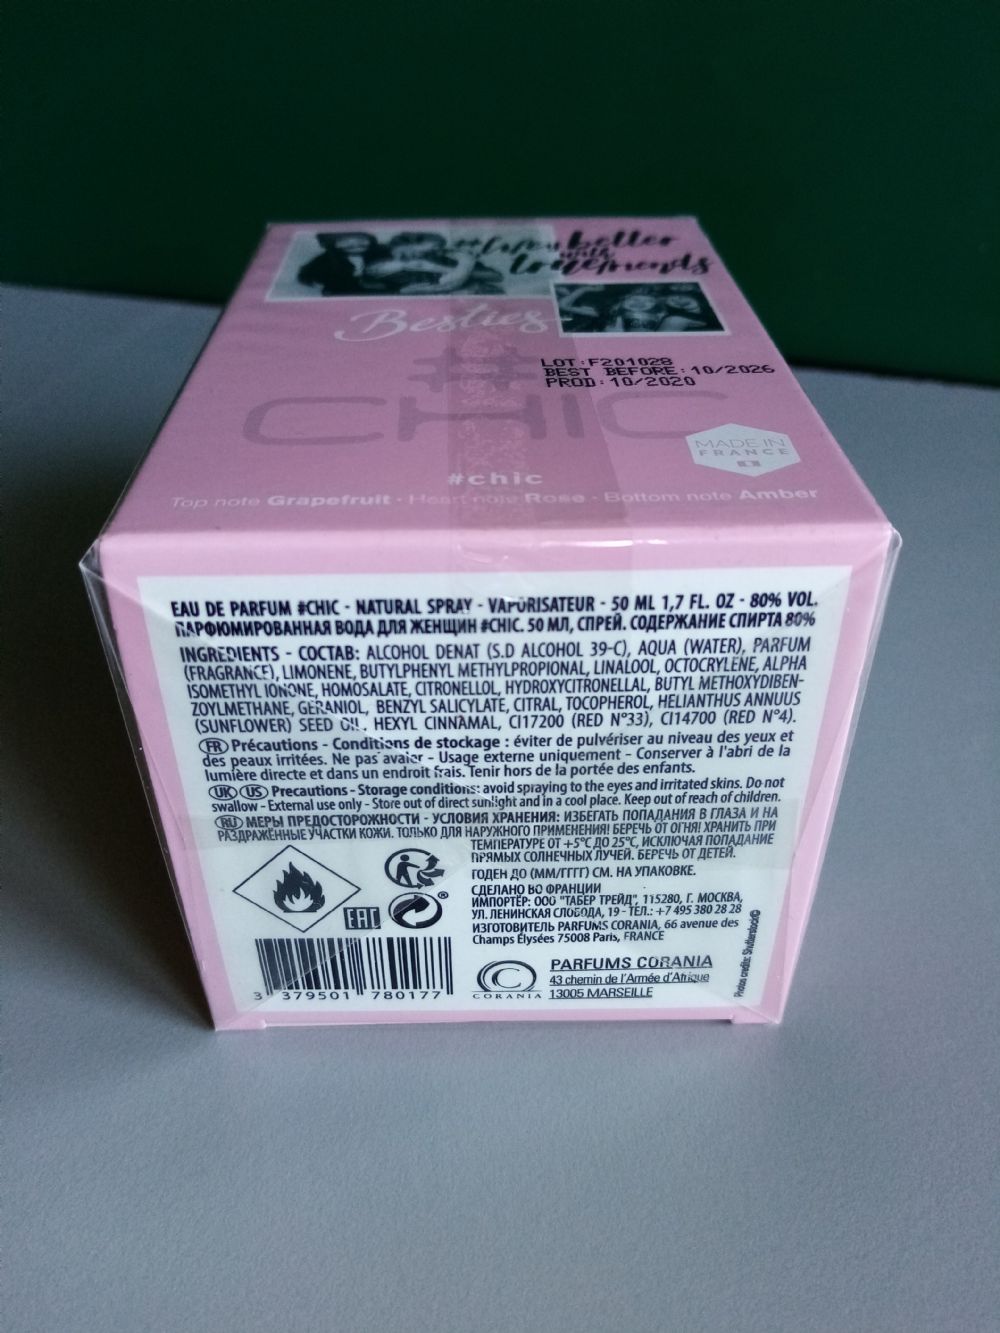 #Life is better
with
truefriends
Besties
#
CHIC
LOT:F201028
BEST BEFORE:10/2026
PROD:10/2020
MADE IN
FRANCE
#chic
Top note Grapefruit · Heart note Rose · Bottom note Amber
EAU DE PARFUM #CHIC - NATURAL SPRAY - VAPORISATEUR - 50 ML 1,7 FL. OZ - 80% VOL.
ПАРФЮМИРОВАННАЯ ВОДА ДЛЯ ЖЕНЩИН #CHIC. 50 МЛ, СПРЕЙ. СОДЕРЖАНИЕ СПИРТА 80%
INGREDIENTS - СОСТАВ: ALCOHOL DENAT (S.D ALCOHOL 39-C), AQUA (WATER), PARFUM
(FRAGRANCE), LIMONENE, BUTYLPHENYL METHYLPROPIONAL, LINALOOL, OCTOCRYLENE, ALPHA
ISOMETHYL IONONE, HOMOSALATE, CITRONELLOL, HYDROXYCITRONELLAL, BUTYL METHOXYDIBEN-
ZOYLMETHANE, GERANIOL, BENZYL SALICYLATE, CITRAL, TOCOPHEROL, HELIANTHUS ANNUUS
(SUNFLOWER) SEED OIL, HEXYL CINNAMAL, CI17200 (RED N°33), CI14700 (RED N°4).
FR Précautions - Conditions de stockage : éviter de pulvériser au niveau des yeux et
des peaux irritées. Ne pas avaler - Usage externe uniquement - Conserver à l'abri de la
lumière directe et dans un endroit frais. Tenir hors de la portée des enfants.
UK US Precautions - Storage conditions: avoid spraying to the eyes and irritated skins. Do not
swallow - External use only - Store out of direct sunlight and in a cool place. Keep out of reach of children.
RU МЕРЫ ПРЕДОСТОРОЖНОСТИ - УСЛОВИЯ ХРАНЕНИЯ: ИЗБЕГАТЬ ПОПАДАНИЯ В ГЛАЗА И НА
РАЗДРАЖЁННЫЕ УЧАСТКИ КОЖИ. ТОЛЬКО ДЛЯ НАРУЖНОГО ПРИМЕНЕНИЯ! БЕРЕЧЬ ОТ ОГНЯ! ХРАНИТЬ ПРИ
ТЕМПЕРАТУРЕ ОТ +5°С ДО 25°С, ИСКЛЮЧАЯ ПОПАДАНИЕ
ПРЯМЫХ СОЛНЕЧНЫХ ЛУЧЕЙ. БЕРЕЧЬ ОТ ДЕТЕЙ.
ГОДЕН ДО (ММ/ГГГГ) СМ. НА УПАКОВКЕ.
СДЕЛАНО ВО ФРАНЦИИ
ИМПОРТЁР: ООО "ТАБЕР ТРЕЙД", 115280, Г. МОСКВА,
УЛ. ЛЕНИНСКАЯ СЛОБОДА, 19 - ТЕЛ.: +7 495 380 28 28
ИЗГОТОВИТЕЛЬ PARFUMS CORANIA, 66 avenue des
Champs Élysées 75008 Paris, FRANCE
EAC
®
3 379501 780177
C
CORANIA
PARFUMS CORANIA
43 chemin de l'Armée d'Afrique
13005 MARSEILLE
Photos credits: Shutterstock©